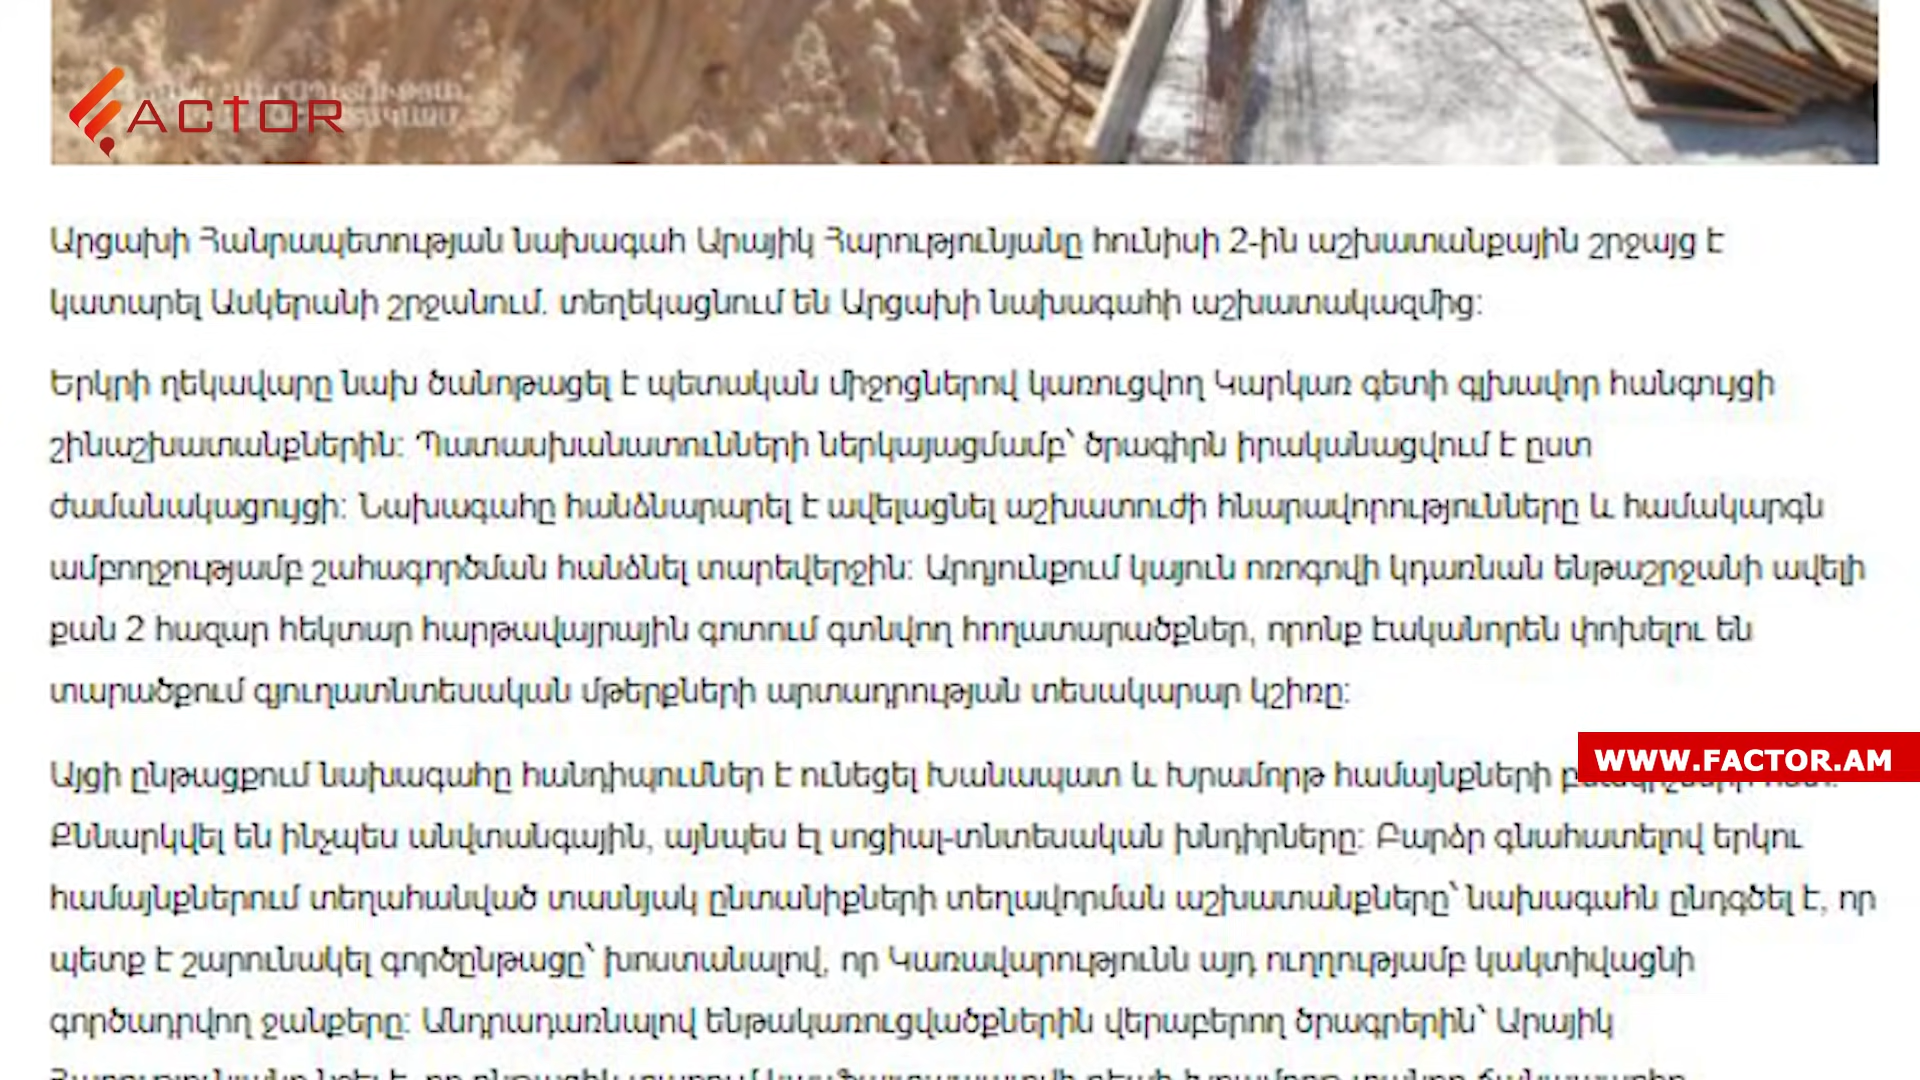 ACTOR
Արցախի Հանրապետության նախագահ Արայիկ Հարությունյանը հունիսի 2-ին աշխատանքային շրջայց է
կատարել Ասկերանի շրջանում. տեղեկացնում են Արցախի նախագահի աշխատակազմից:
Երկրի ղեկավարը նախ ծանոթացել է պետական միջոցներով կառուցվող Կարկառ գետի գլխավոր հանգույցի
շինաշխատանքներին: Պատասխանատունների ներկայացմամբ՝ ծրագիրն իրականացվում է ըստ
ժամանակացույցի: Նախագահը հանձնարարել է ավելացնել աշխատուժի հնարավորությունները և համակարգն
ամբողջությամբ շահագործման հանձնել տարեվերջին: Արդյունքում կայուն ոռոգովի կդառնան ենթաշրջանի ավելի
քան 2 հազար հեկտար հարթավայրային գոտում գտնվող հողատարածքներ, որոնք էականորեն փոխելու են
տարածքում գյուղատնտեսական մթերքների արտադրության տեսակարար կշիռը:
WWW.FACTOR.AM
Այցի ընթացքում նախագահը հանդիպումներ է ունեցել Խանապատ և Խրամորթ համայնքների
Քննարկվել են ինչպես անվտանգային, այնպես էլ սոցիալ-տնտեսական խնդիրները: Բարձր գնահատելով երկու
համայնքներում տեղահանված տասնյակ ընտանիքների տեղավորման աշխատանքները՝ նախագահն ընդգծել է, որ
պետք է շարունակել գործընթացը՝ խոստանալով, որ Կառավարությունն այդ ուղղությամբ կակտիվացնի
գործադրվող ջանքերը: Անդրադառնալով ենթակառուցվածքներին վերաբերող ծրագրերին՝ Արայիկ